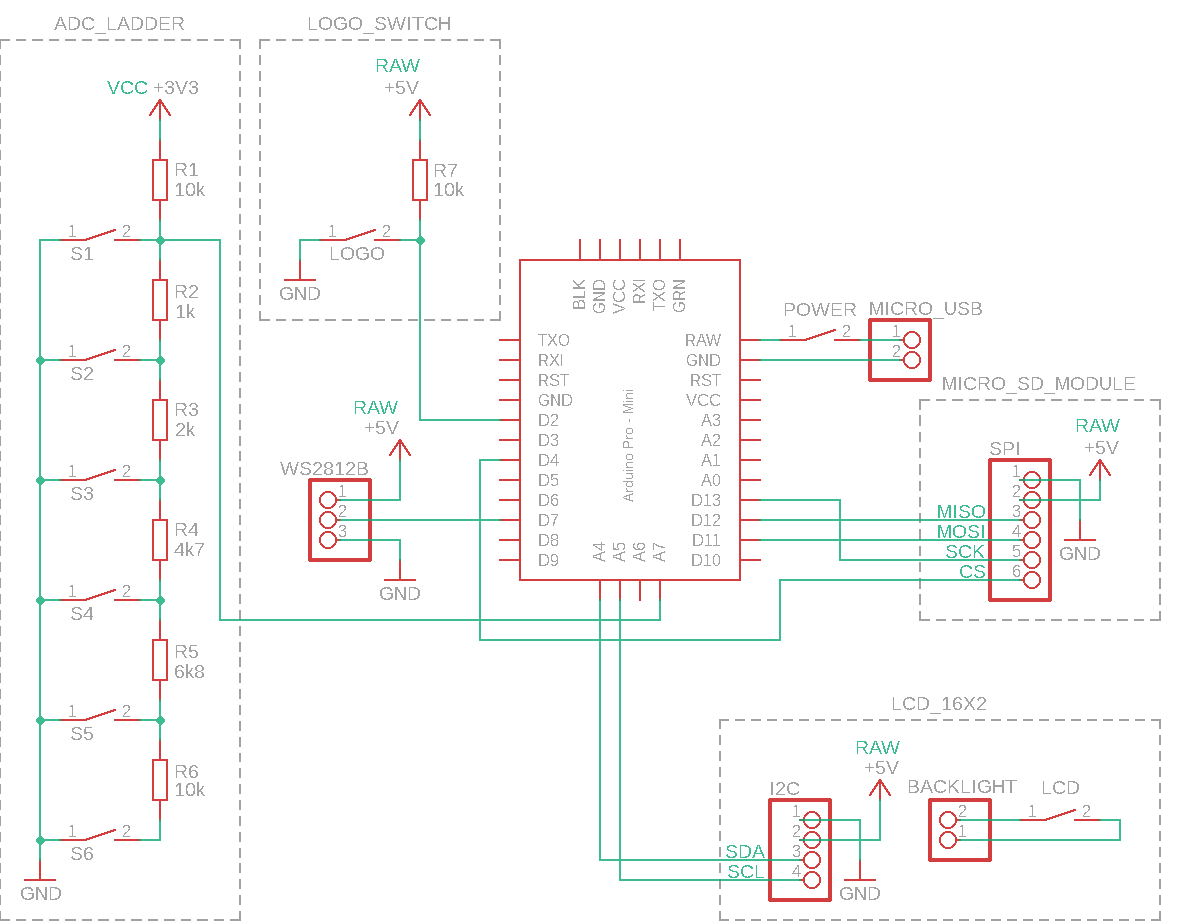 ADC_LADDER
VCC +3V3
R1
10k
1 2
S1
R2
1k
1 2
S2
R3
2k
1 2
S3
R4
4k7
1 2
S4
R5
6k8
1 2
S5
R6
10k
1 2
S6
GND
LOGO_SWITCH
RAW
+5V
R7
10k
1 2
LOGO
GND
RAW
+5V
WS2812B
1
2
3
GND
BLK GND VCC RXI TXO GRN
TXO RAW
RXI GND
RST RST
GND VCC
D2 A3
D3 A2
D4 A1
D5 A0
D6 D13
D7 D12
D8 D11
D9 D10
Arduino Pro - Mini
A4 A5 A6 A7
POWER
1 2
MICRO_USB
1
2
MICRO_SD_MODULE
RAW
+5V
SPI
1
2
MISO 3
MOSI 4
SCK 5
CS 6
GND
LCD_16X2
RAW
+5V
I2C
1
2
SDA 3
SCL 4
GND
BACKLIGHT
2
1
LCD
1 2